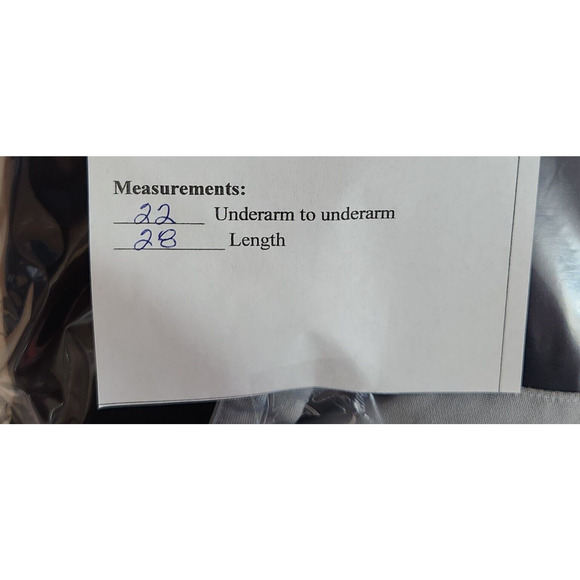 Measurements:
22 Underarm to underarm
28 Length